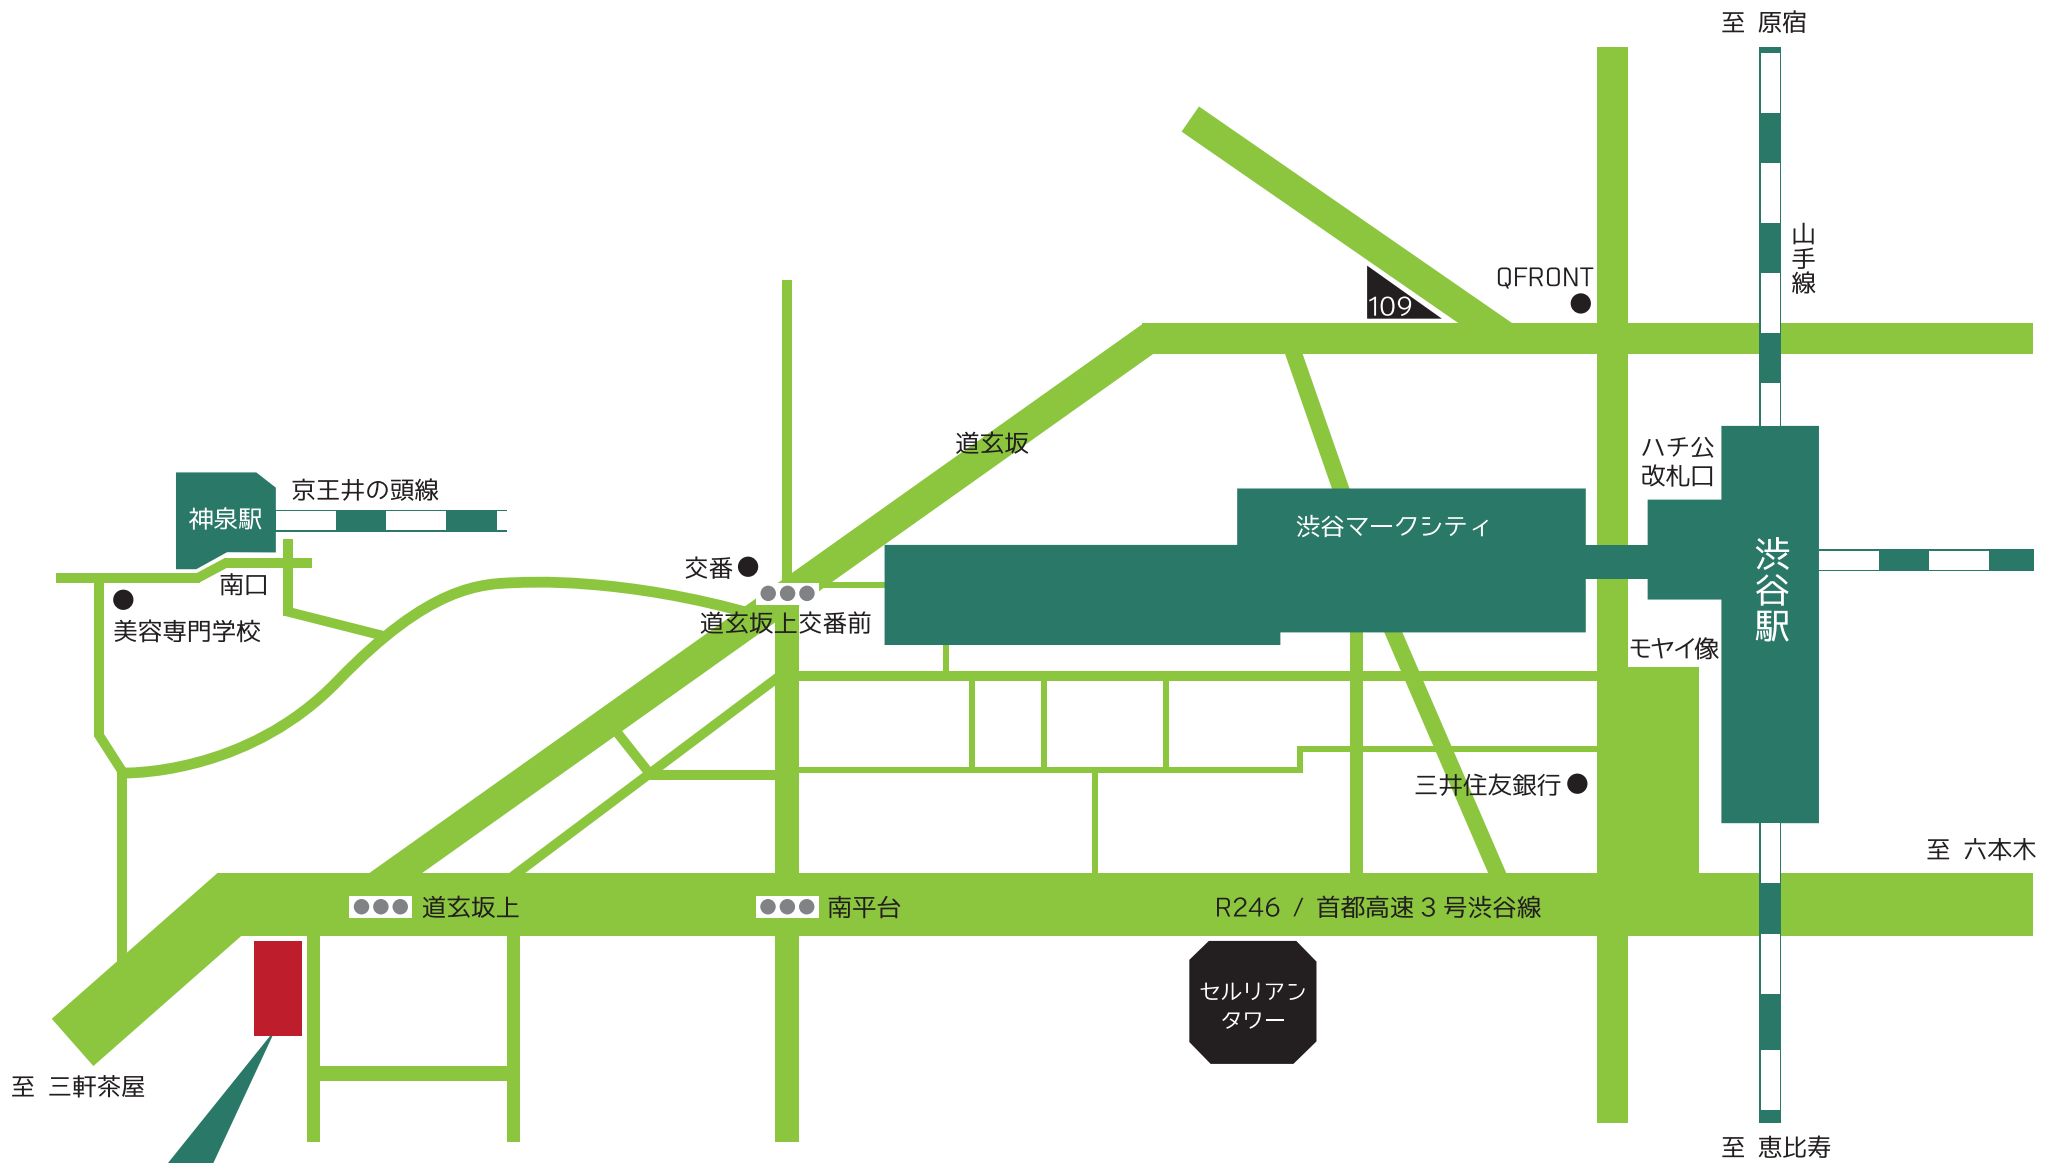 至 原宿
山手線
QFRONT
109
道玄坂
ハチ公
改札口
京王井の頭線
神泉駅
渋谷マークシティ
渋谷駅
交番
南口
道玄坂上交番前
美容専門学校
モヤイ像
三井住友銀行
至 六本木
道玄坂上
南平台
R246 / 首都高速 3 号渋谷線
セルリアン
タワー
至 三軒茶屋
至 恵比寿